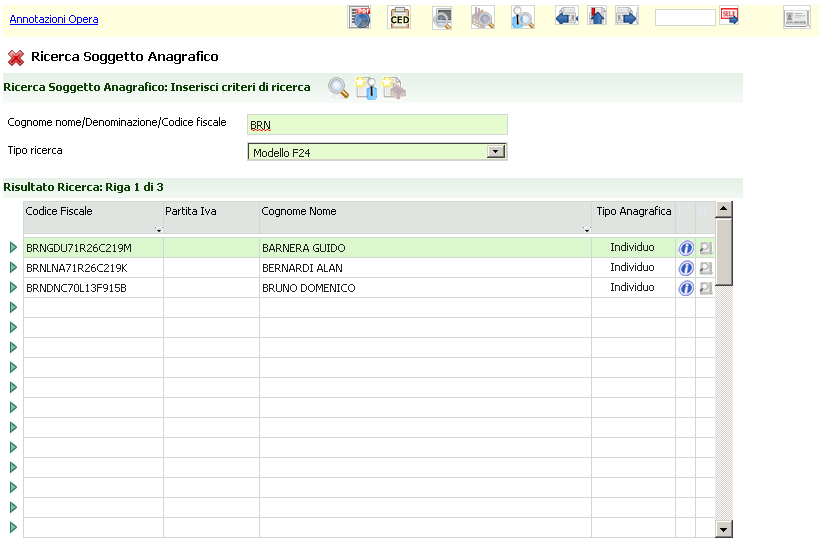 Annotazioni Opera
PDF
CED
SELE
Ricerca Soggetto Anagrafico
Ricerca Soggetto Anagrafico: Inserisci criteri di ricerca
Cognome nome/Denominazione/Codice fiscale BRN
Tipo ricerca Modello F24
Risultato Ricerca: Riga 1 di 3
Codice Fiscale Partita Iva Cognome Nome Tipo Anagrafica
BRNGDU71R26C219M BARNERA GUIDO Individuo
BRNLNA71R26C219K BERNARDI ALAN Individuo
BRNDNC70L13F915B BRUNO DOMENICO Individuo